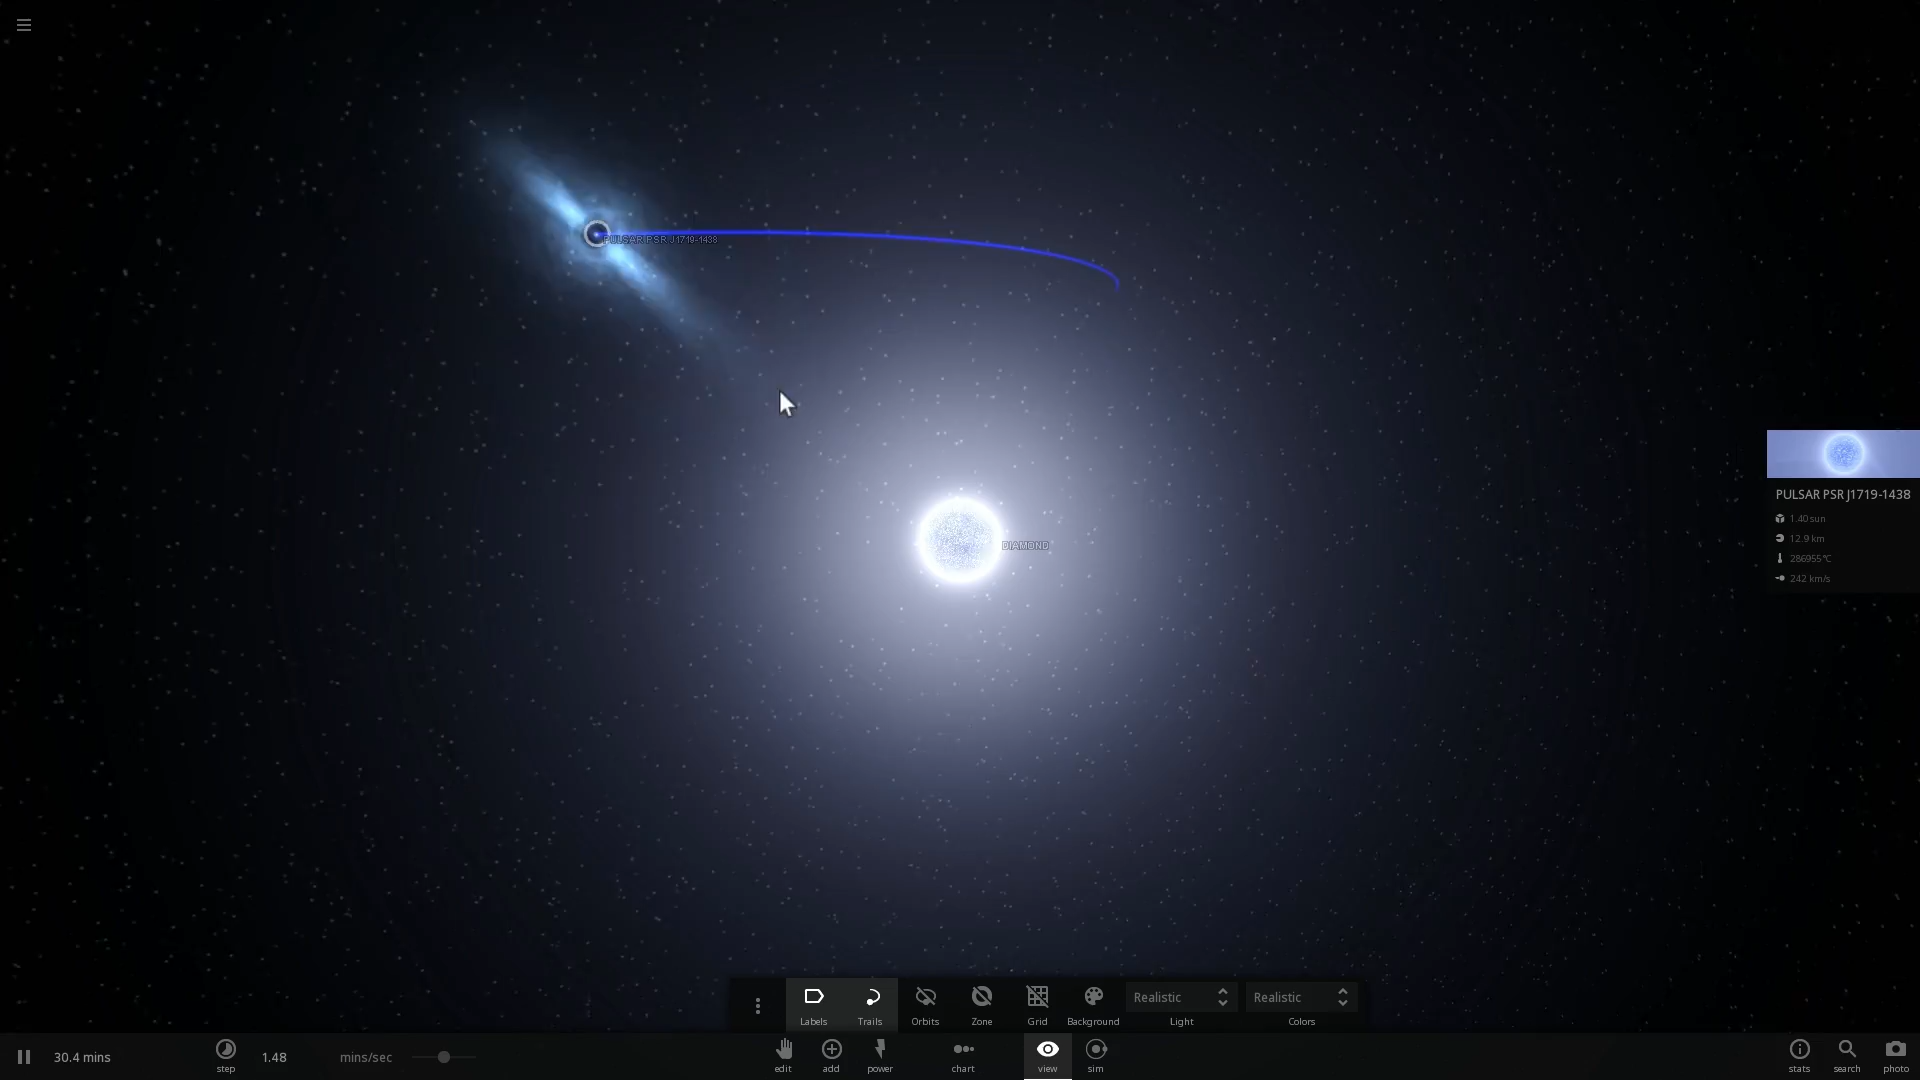 PULSAR PSR J1719-1438
DIAMOND
PULSAR PSR J1719-1438
1.40 sun
12.9 km
286955°C
242 km/s
Labels
Trails
Orbits
Zone
Grid
Background
Realistic
Light
Realistic
Colors
30.4 mins
step
1.48
mins/sec
edit
add
power
chart
view
sim
stats
search
photo